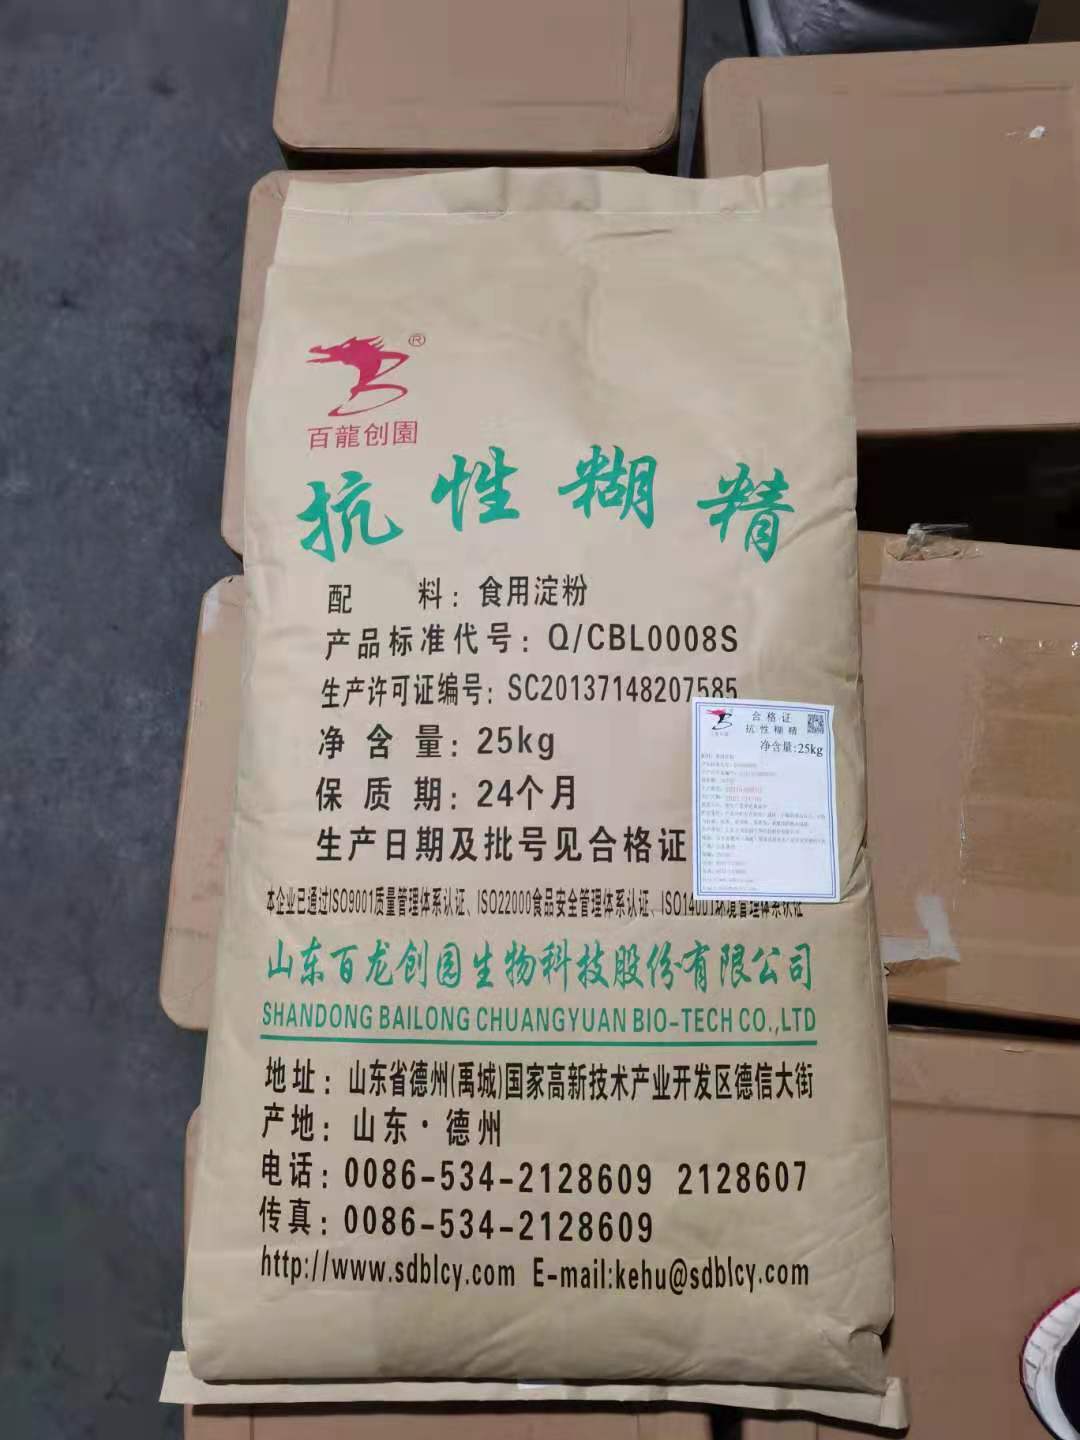 ®
百龍创園
抗性糊精
配 料：食用淀粉
产品标准代号：Q/CBL0008S
生产许可证编号：SC20137148207585
净含量：25kg
保质期：24个月
生产日期及批号见合格证
合格证
抗性糊精
净含量:25kg
本企业已通过ISO9001质量管理体系认证、ISO22000食品安全管理体系认证、ISO14001环境管理体系认证
山东百龙创园生物科技股份有限公司
SHANDONG BAILONG CHUANGYUAN BIO-TECH CO.,LTD
地址：山东省德州(禹城)国家高新技术产业开发区德信大街
产地：山东·德州
电话：0086-534-2128609 2128607
传真：0086-534-2128609
http://www.sdblcy.com E-mail:kehu@sdblcy.com